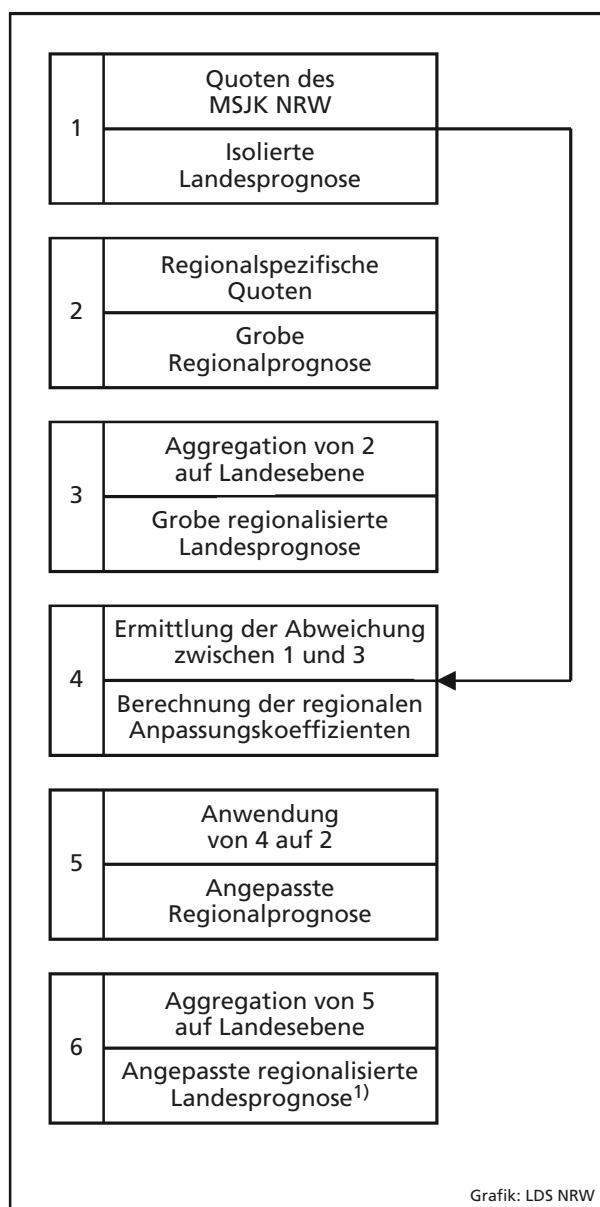 1
Quoten des
MSJK NRW
Isolierte
Landesprognose
2
Regionalspezifische
Quoten
Grobe
Regionalprognose
3
Aggregation von 2
auf Landesebene
Grobe regionalisierte
Landesprognose
4
Ermittlung der Abweichung
zwischen 1 und 3
Berechnung der regionalen
Anpassungskoeffizienten
5
Anwendung
von 4 auf 2
Angepasste
Regionalprognose
6
Aggregation von 5
auf Landesebene
Angepasste regionalisierte
Landesprognose1)
Grafik: LDS NRW